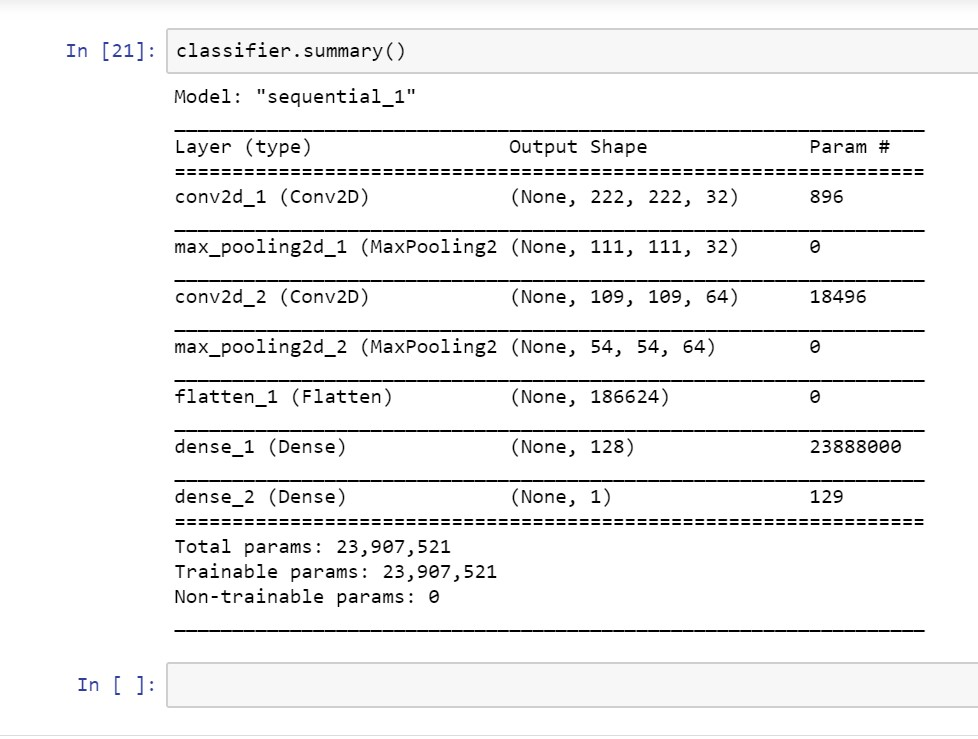 In [21]: classifier.summary()
Model: "sequential_1"
_________________________________________________________________
Layer (type)                 Output Shape              Param #
=================================================================
conv2d_1 (Conv2D)            (None, 222, 222, 32)      896
_________________________________________________________________
max_pooling2d_1 (MaxPooling2 (None, 111, 111, 32)      0
_________________________________________________________________
conv2d_2 (Conv2D)            (None, 109, 109, 64)      18496
_________________________________________________________________
max_pooling2d_2 (MaxPooling2 (None, 54, 54, 64)        0
_________________________________________________________________
flatten_1 (Flatten)          (None, 186624)            0
_________________________________________________________________
dense_1 (Dense)              (None, 128)               23888000
_________________________________________________________________
dense_2 (Dense)              (None, 1)                 129
=================================================================
Total params: 23,907,521
Trainable params: 23,907,521
Non-trainable params: 0
_________________________________________________________________
In [ ]: